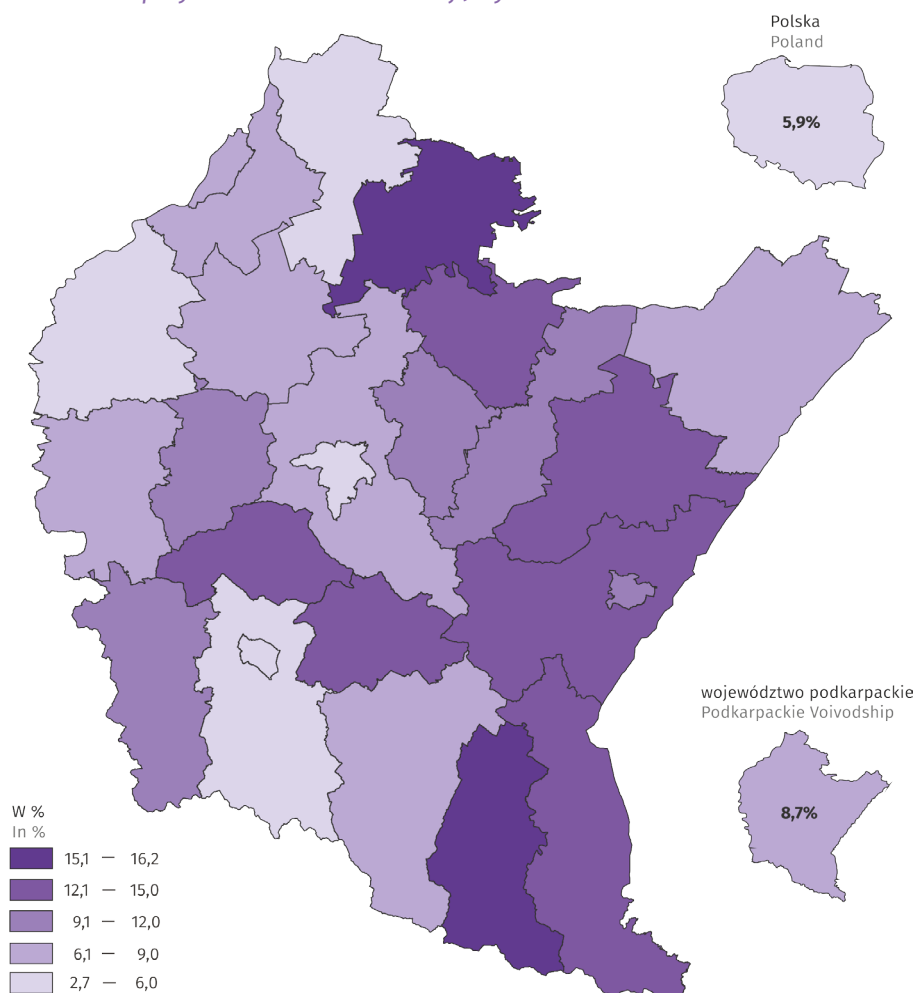 Polska
Poland
5,9%
województwo podkarpackie
Podkarpackie Voivodship
8,7%
W %
In %
15,1 — 16,2
12,1 — 15,0
9,1 — 12,0
6,1 — 9,0
2,7 — 6,0